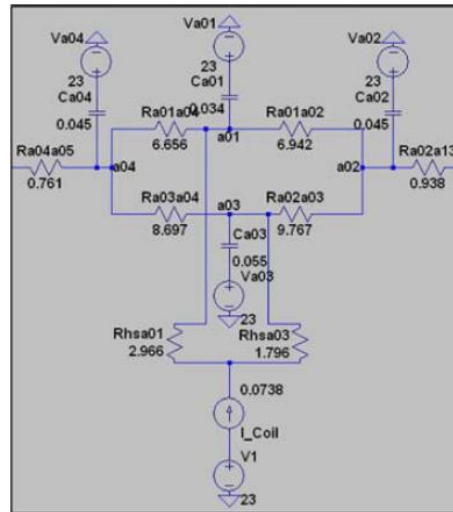 Va01
Va04
Va02
23
23
23
Ca04
Ca01
Ca02
0.045
0.034
0.045
Ra01a04
Ra01a02
6.656
a01
6.942
Ra04a05
a04
a02
Ra02a13
0.761
0.938
Ra03a04
a03
Ra02a03
8.697
9.767
Ca03
0.055
Va03
23
Rhsa01
Rhsa03
2.966
1.796
0.0738
I_Coil
V1
23